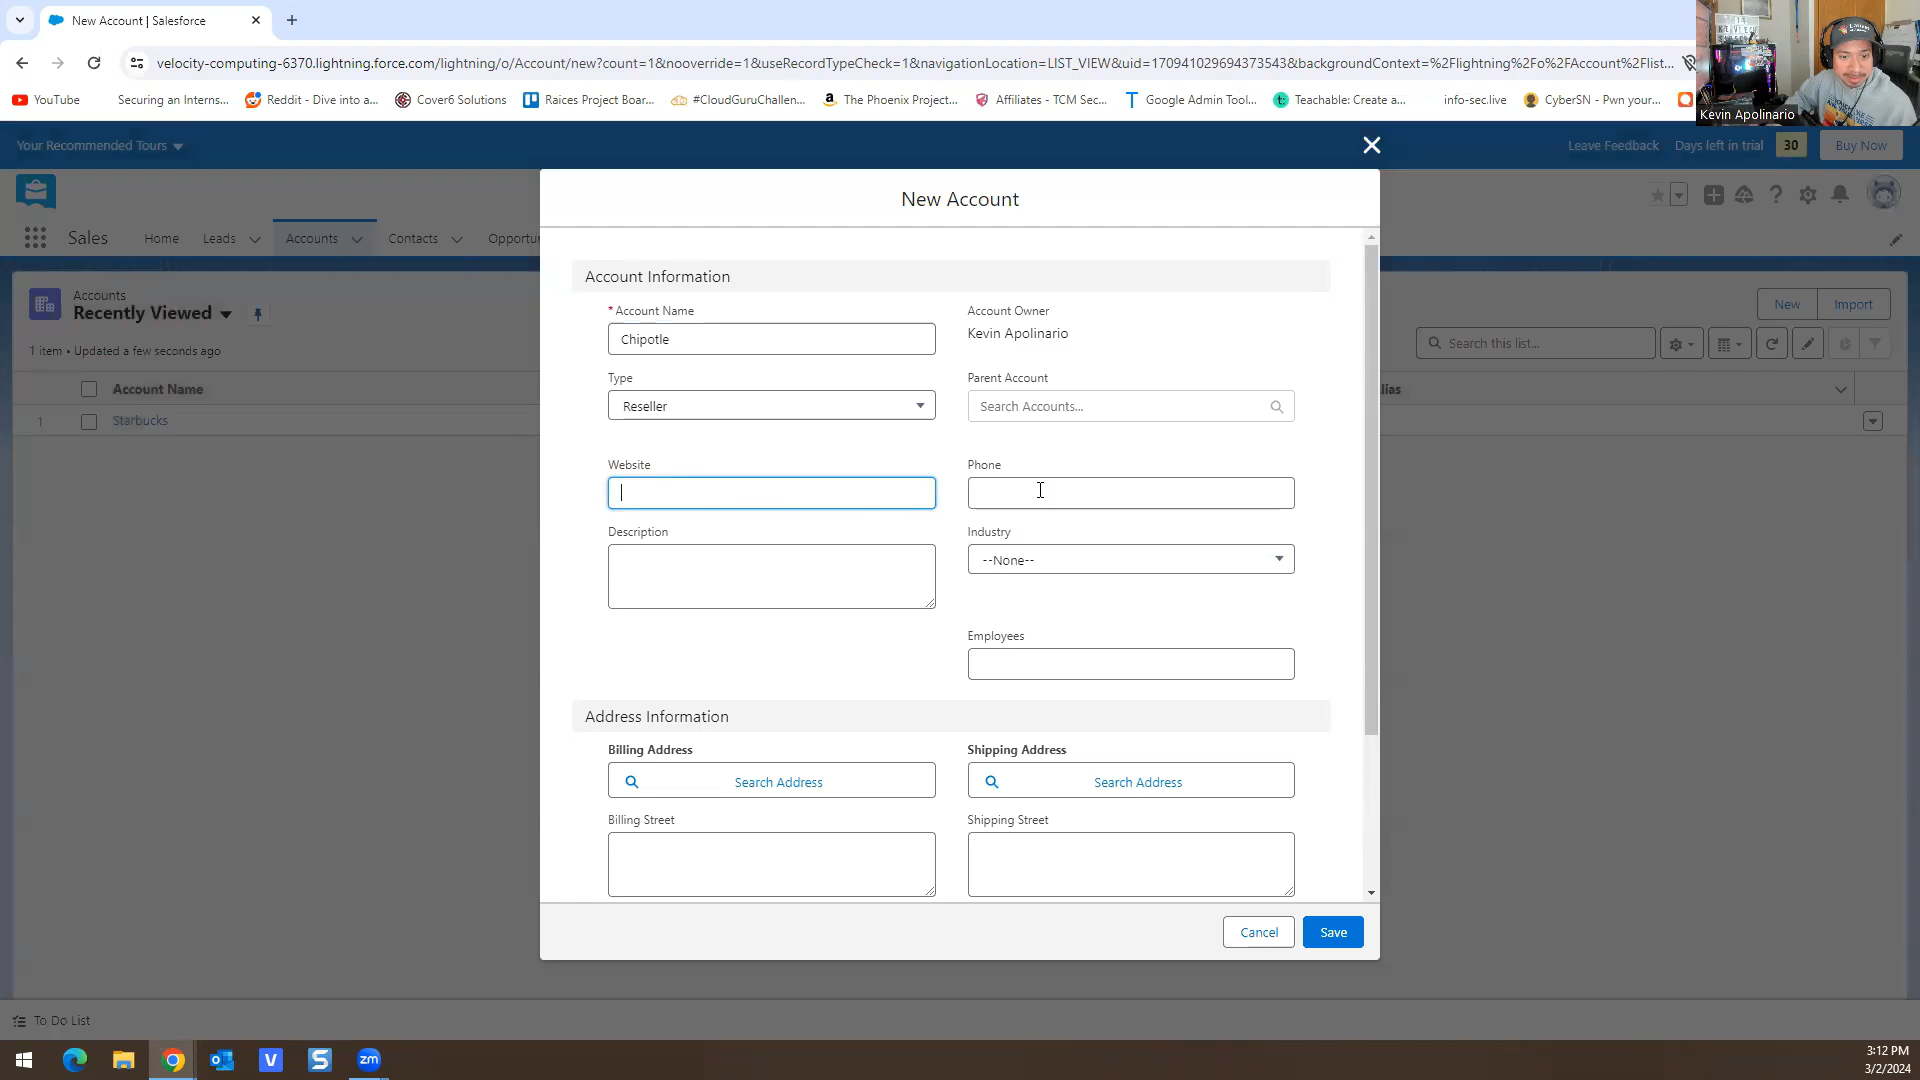 New Account | Salesforce
velocity-computing-6370.lightning.force.com/lightning/o/Account/new?count=1&nooverride=1&useRecordTypeCheck=1&navigationLocation=LIST_VIEW&uid=170941029694373543&backgroundContext=%2Flightning%2Fo%2FAccount%2Flist...
YouTube
Securing an Interns...
Reddit - Dive into a...
Cover6 Solutions
Raices Project Boar...
#CloudGuruChallen...
The Phoenix Project...
Affiliates - TCM Sec...
Google Admin Tool...
Teachable: Create a...
info-sec.live
CyberSN - Pwn your...
Kevin Apolinario
Your Recommended Tours
Leave Feedback
Days left in trial
30
Buy Now
Sales
Home
Leads
Accounts
Contacts
Opportu
Accounts
Recently Viewed
1 item • Updated a few seconds ago
New
Import
Search this list...
Account Name
lias
1
Starbucks
New Account
Account Information
* Account Name
Chipotle
Account Owner
Kevin Apolinario
Type
Reseller
Parent Account
Search Accounts...
Website
Phone
Description
Industry
--None--
Employees
Address Information
Billing Address
Search Address
Shipping Address
Search Address
Billing Street
Shipping Street
Cancel
Save
To Do List
zm
3:12 PM
3/2/2024